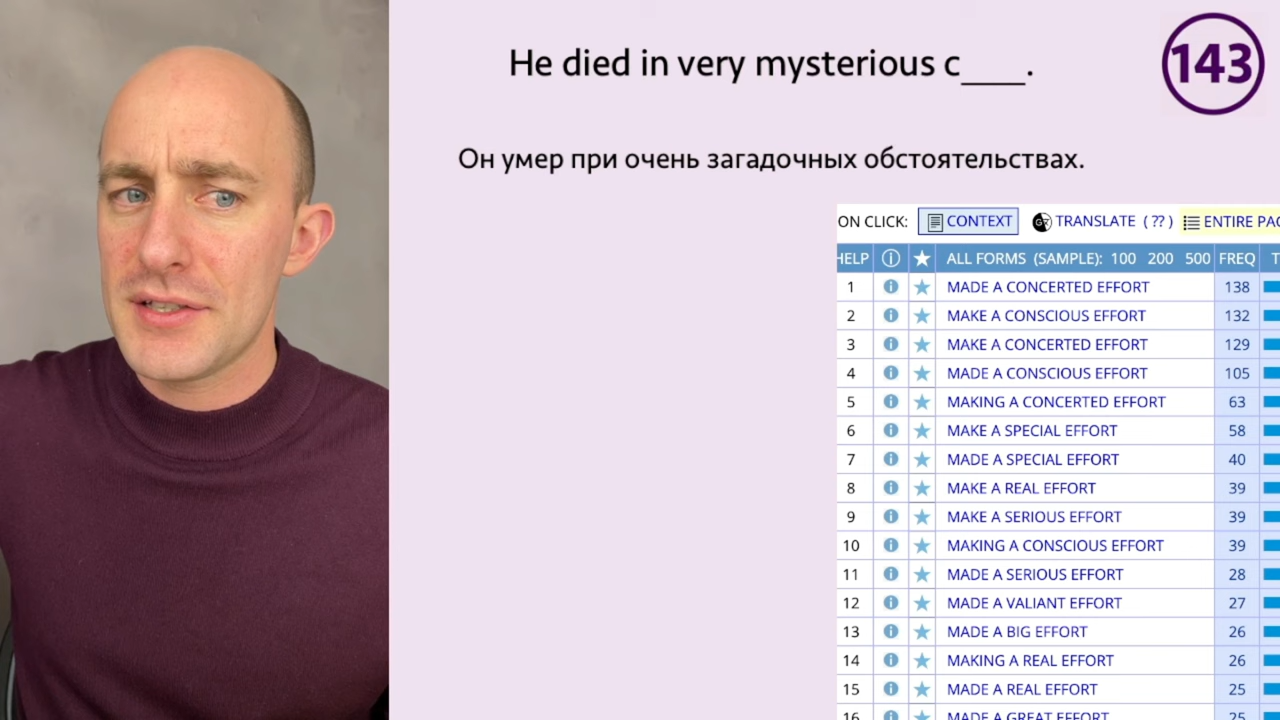 He died in very mysterious c____.
143
Он умер при очень загадочных обстоятельствах.
ON CLICK: CONTEXT TRANSLATE (??) ENTIRE
HELP ALL FORMS (SAMPLE): 100 200 500 FREQ
1 MADE A CONCERTED EFFORT 138
2 MAKE A CONSCIOUS EFFORT 132
3 MAKE A CONCERTED EFFORT 129
4 MADE A CONSCIOUS EFFORT 105
5 MAKING A CONCERTED EFFORT 63
6 MAKE A SPECIAL EFFORT 58
7 MADE A SPECIAL EFFORT 40
8 MAKE A REAL EFFORT 39
9 MAKE A SERIOUS EFFORT 39
10 MAKING A CONSCIOUS EFFORT 39
11 MADE A SERIOUS EFFORT 28
12 MADE A VALIANT EFFORT 27
13 MADE A BIG EFFORT 26
14 MAKING A REAL EFFORT 26
15 MADE A REAL EFFORT 25
16 MADE A GREAT EFFORT 25